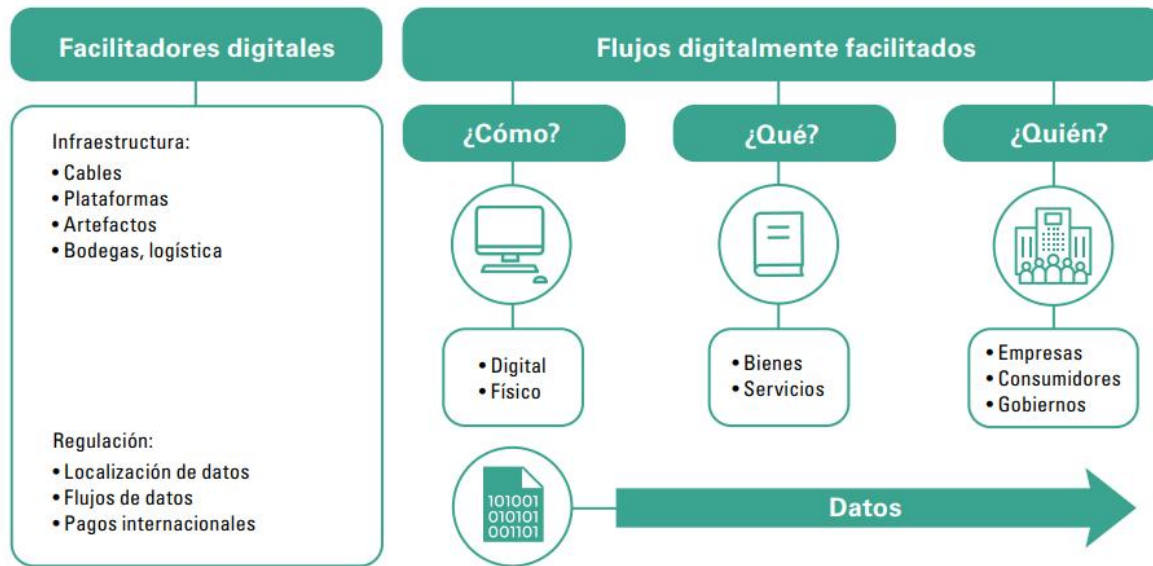 Facilitadores digitales
Infraestructura:
• Cables
• Plataformas
• Artefactos
• Bodegas, logística
Regulación:
• Localización de datos
• Flujos de datos
• Pagos internacionales
Flujos digitalmente facilitados
¿Cómo?
• Digital
• Físico
¿Qué?
• Bienes
• Servicios
¿Quién?
• Empresas
• Consumidores
• Gobiernos
101001
010101
001101
Datos